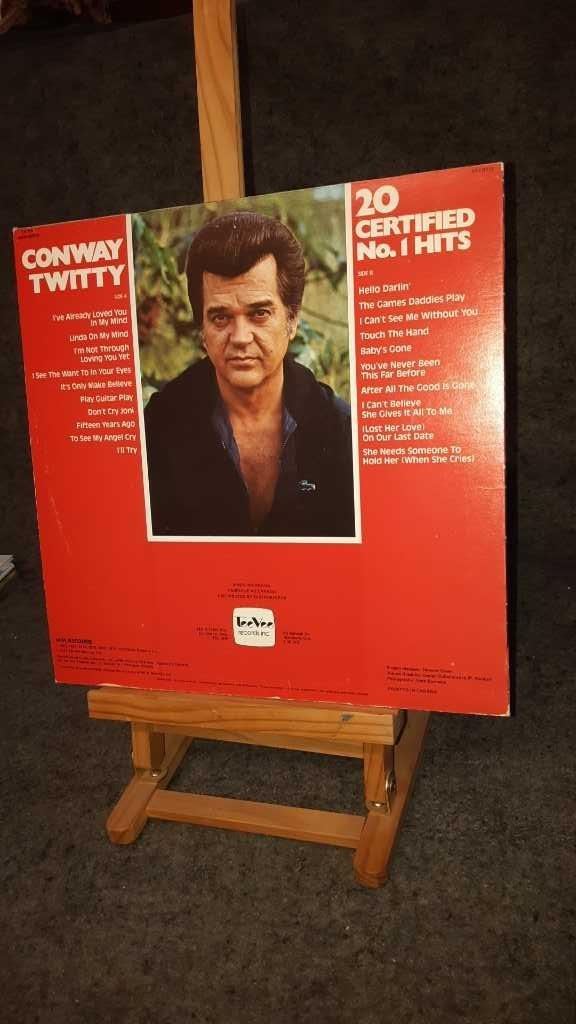 CONWAY
TWITTY
SIDE A
I've Already Loved You
In My Mind
Linda On My Mind
I'm Not Through
Loving You Yet
I See The Want To In Your Eyes
It's Only Make Believe
Play Guitar Play
Don't Cry Joni
Fifteen Years Ago
To See My Angel Cry
I'll Try
20
CERTIFIED
No. 1 HITS
SIDE B
Hello Darlin'
The Games Daddies Play
I Can't See Me Without You
Touch The Hand
Baby's Gone
You've Never Been
This Far Before
After All The Good Is Gone
I Can't Believe
She Gives It All To Me
(Lost Her Love)
On Our Last Date
She Needs Someone To
Hold Her (When She Cries)
TeeVee
records inc.
PRINTED IN CANADA